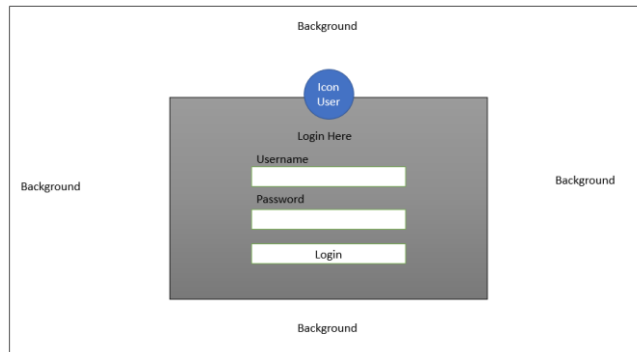 Background
Icon
User
Login Here
Username
Background
Background
Password
Login
Background